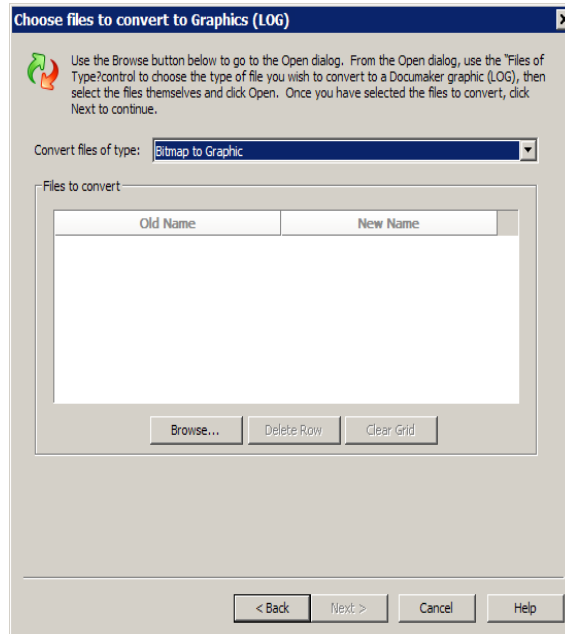 Choose files to convert to Graphics (LOG)
Use the Browse button below to go to the Open dialog. From the Open dialog, use the "Files of
Type?control to choose the type of file you wish to convert to a Documaker graphic (LOG), then
select the files themselves and click Open. Once you have selected the files to convert, click
Next to continue.
Convert files of type: Bitmap to Graphic
Files to convert
Old Name New Name
Browse... Delete Row Clear Grid
< Back Next > Cancel Help